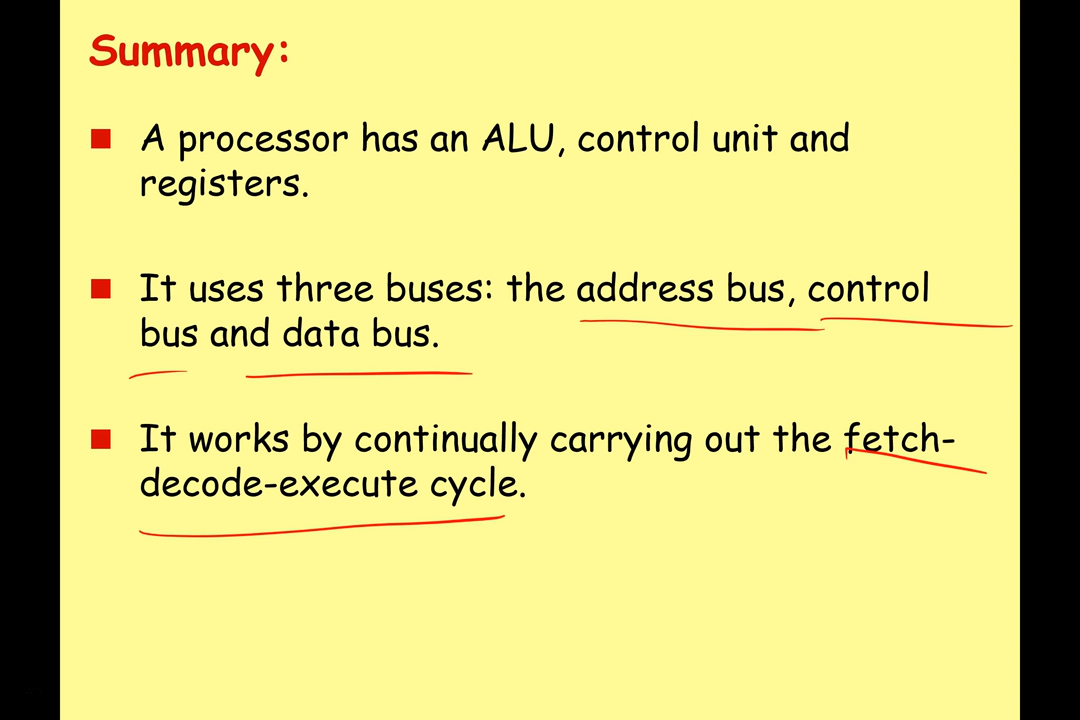 Summary:
A processor has an ALU, control unit and
registers.
It uses three buses: the address bus, control
bus and data bus.
It works by continually carrying out the fetch-
decode-execute cycle.